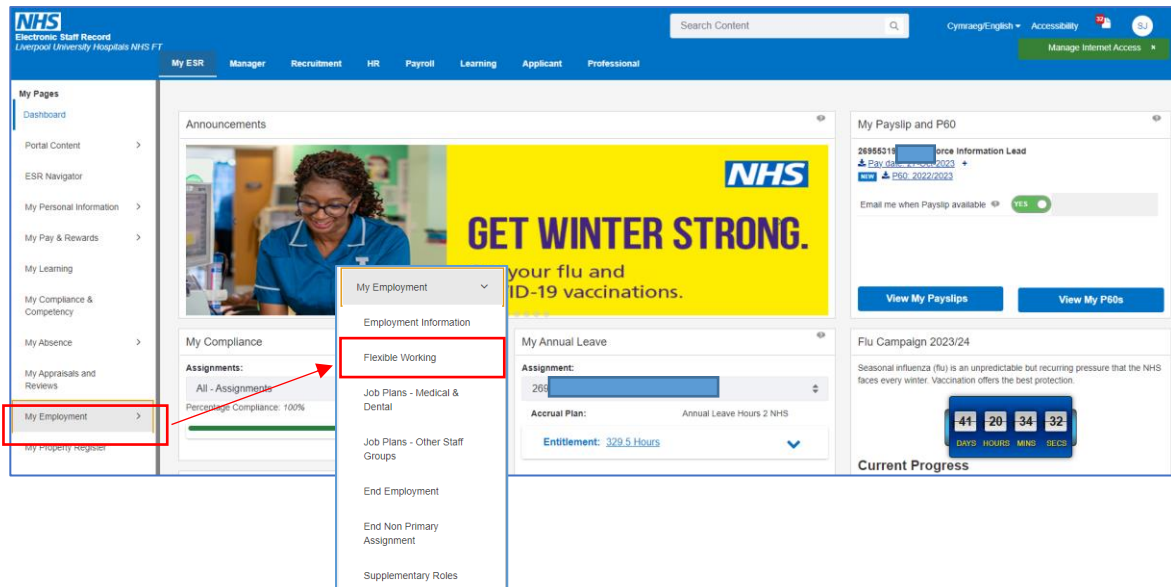 NHS
Electronic Staff Record
Liverpool University Hospitals NHS FT
Search Content
Cymraeg/English
Accessibility
32
SJ
Manage Internet Access ×
My ESR Manager Recruitment HR Payroll Learning Applicant Professional
My Pages
Dashboard
Portal Content
ESR Navigator
My Personal Information
My Pay & Rewards
My Learning
My Compliance &
Competency
My Absence
My Appraisals and
Reviews
My Employment
My Property Register
Announcements
NHS
GET WINTER STRONG.
your flu and
ID-19 vaccinations.
My Employment
Employment Information
Flexible Working
Job Plans - Medical &
Dental
Job Plans - Other Staff
Groups
End Employment
End Non Primary
Assignment
Supplementary Roles
My Compliance
Assignments:
All - Assignments
Percentage Compliance: 100%
My Annual Leave
Assignment:
269
Accrual Plan: Annual Leave Hours 2 NHS
Entitlement: 329.5 Hours
My Payslip and P60
26955319 orce Information Lead
Pay date: 2023 +
NEW P60: 2022/2023
Email me when Payslip available YES
View My Payslips View My P60s
Flu Campaign 2023/24
Seasonal influenza (flu) is an unpredictable but recurring pressure that the NHS
faces every winter. Vaccination offers the best protection.
41 20 34 32
DAYS HOURS MINS SECS
Current Progress